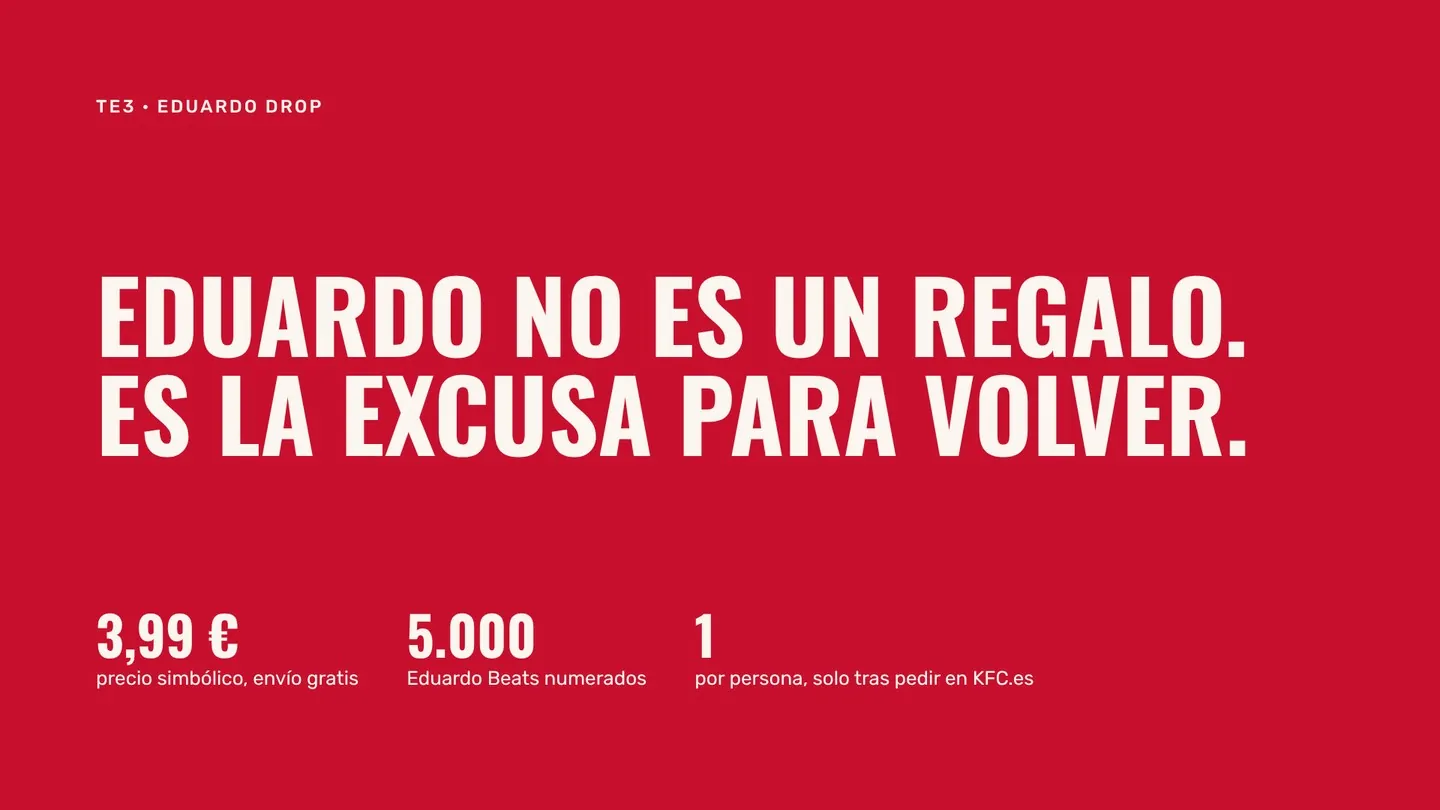 TE3 • EDUARDO DROP
EDUARDO NO ES UN REGALO.
ES LA EXCUSA PARA VOLVER.
3,99 €
precio simbólico, envío gratis
5.000
Eduardo Beats numerados
1
por persona, solo tras pedir en KFC.es